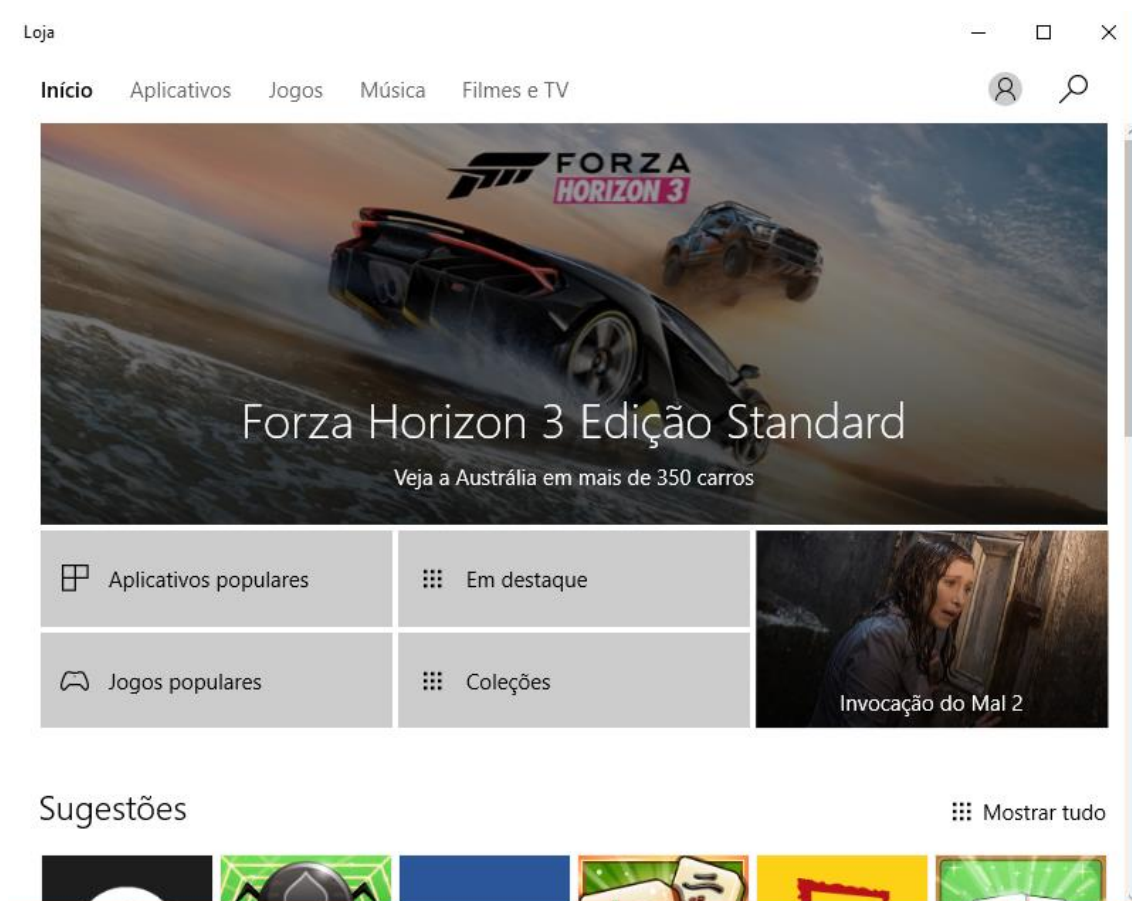 Loja
Início Aplicativos Jogos Música Filmes e TV
FORZA
HORIZON 3
Forza Horizon 3 Edição Standard
Veja a Austrália em mais de 350 carros
Aplicativos populares
Em destaque
Jogos populares
Coleções
Invocação do Mal 2
Sugestões
Mostrar tudo